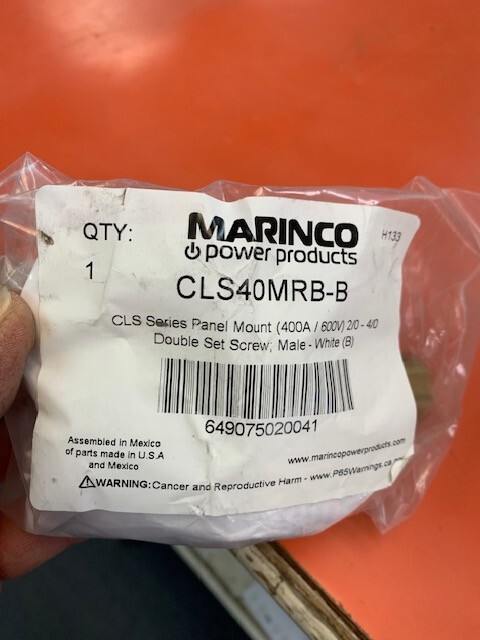 QTY:
1
MARINCO
power products
H133
CLS40MRB-B
CLS Series Panel Mount (400A / 600V) 2/0 - 4/0
Double Set Screw; Male - White (B)
649075020041
Assembled in Mexico
of parts made in U.S.A
and Mexico
www.marincopowerproducts.com
WARNING: Cancer and Reproductive Harm - www.P65Warnings.ca.gov